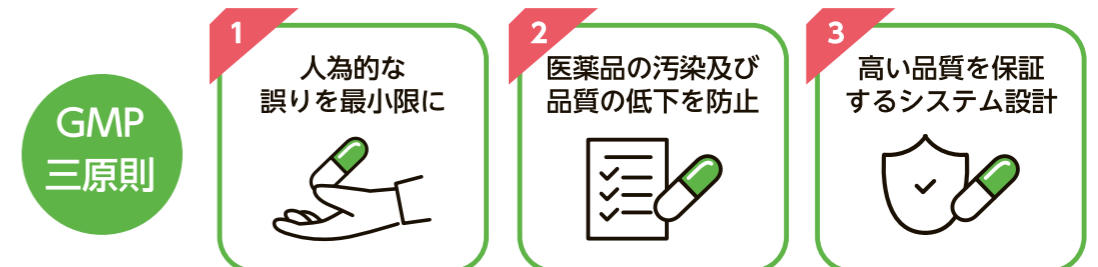 GMP
三原則
1
人為的な
誤りを最小限に
2
医薬品の汚染及び
品質の低下を防止
3
高い品質を保証
するシステム設計